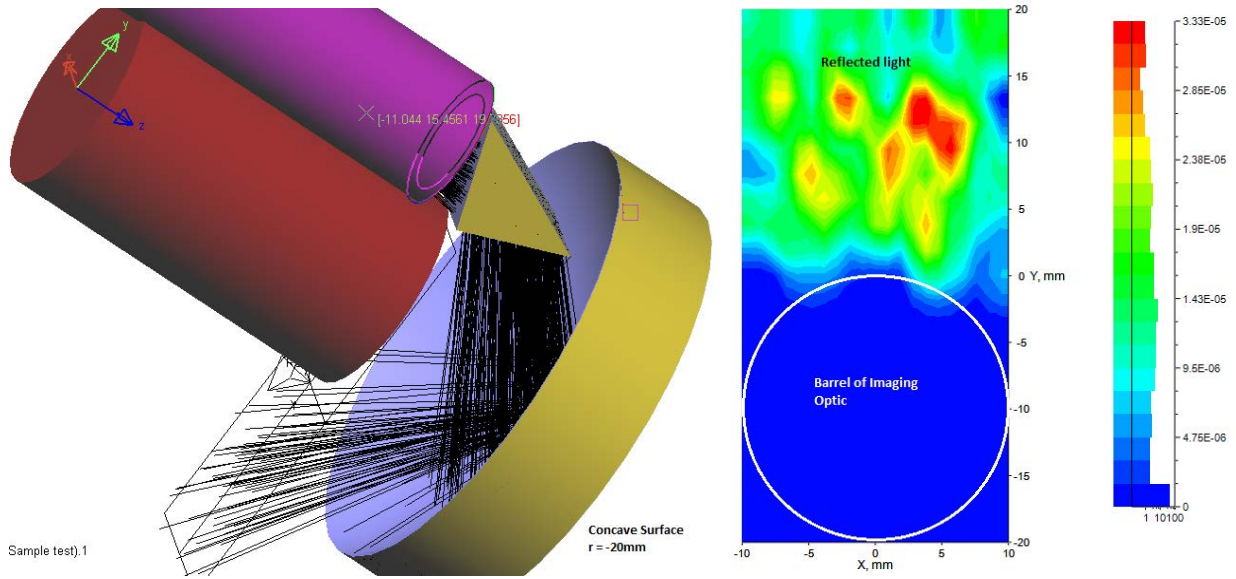 y
x
z
[-11.044 15.4561 19.7356]
Concave Surface
r = -20mm
Sample test).1
Reflected light
Barrel of Imaging
Optic
20
15
10
5
0 Y, mm
-5
-10
-15
-20
-10
-5
0
5
10
X, mm
3.33E-05
2.85E-05
2.38E-05
1.9E-05
1.43E-05
9.5E-06
4.75E-06
0
1 10100